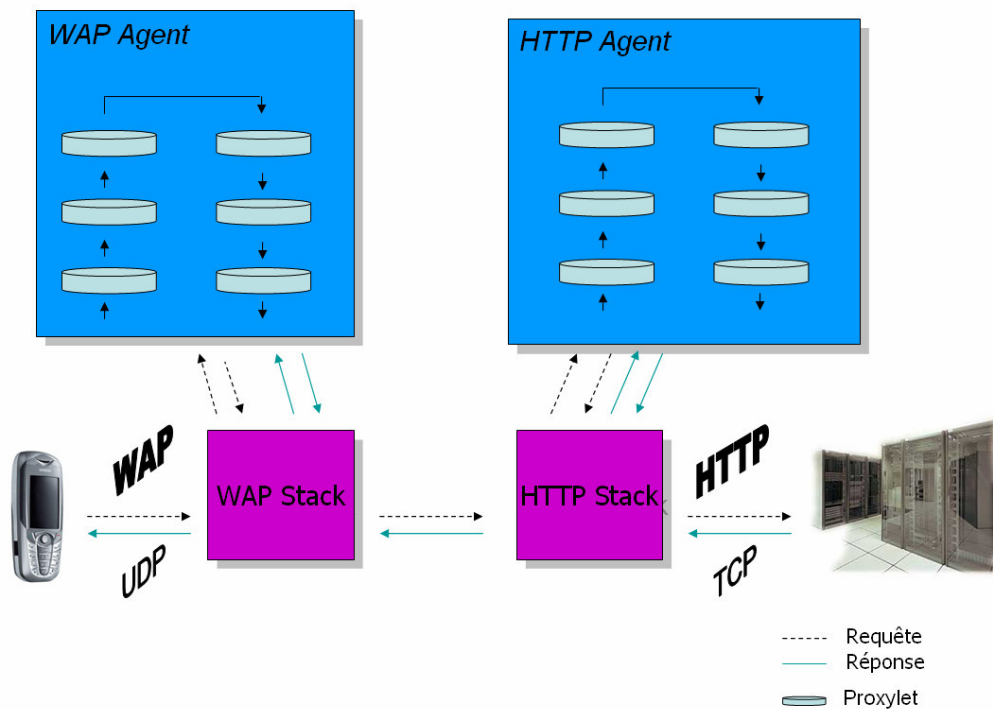 WAP Agent
HTTP Agent
WAP
WAP Stack
HTTP Stack
HTTP
UDP
TCP
Requête
Réponse
Proxylet